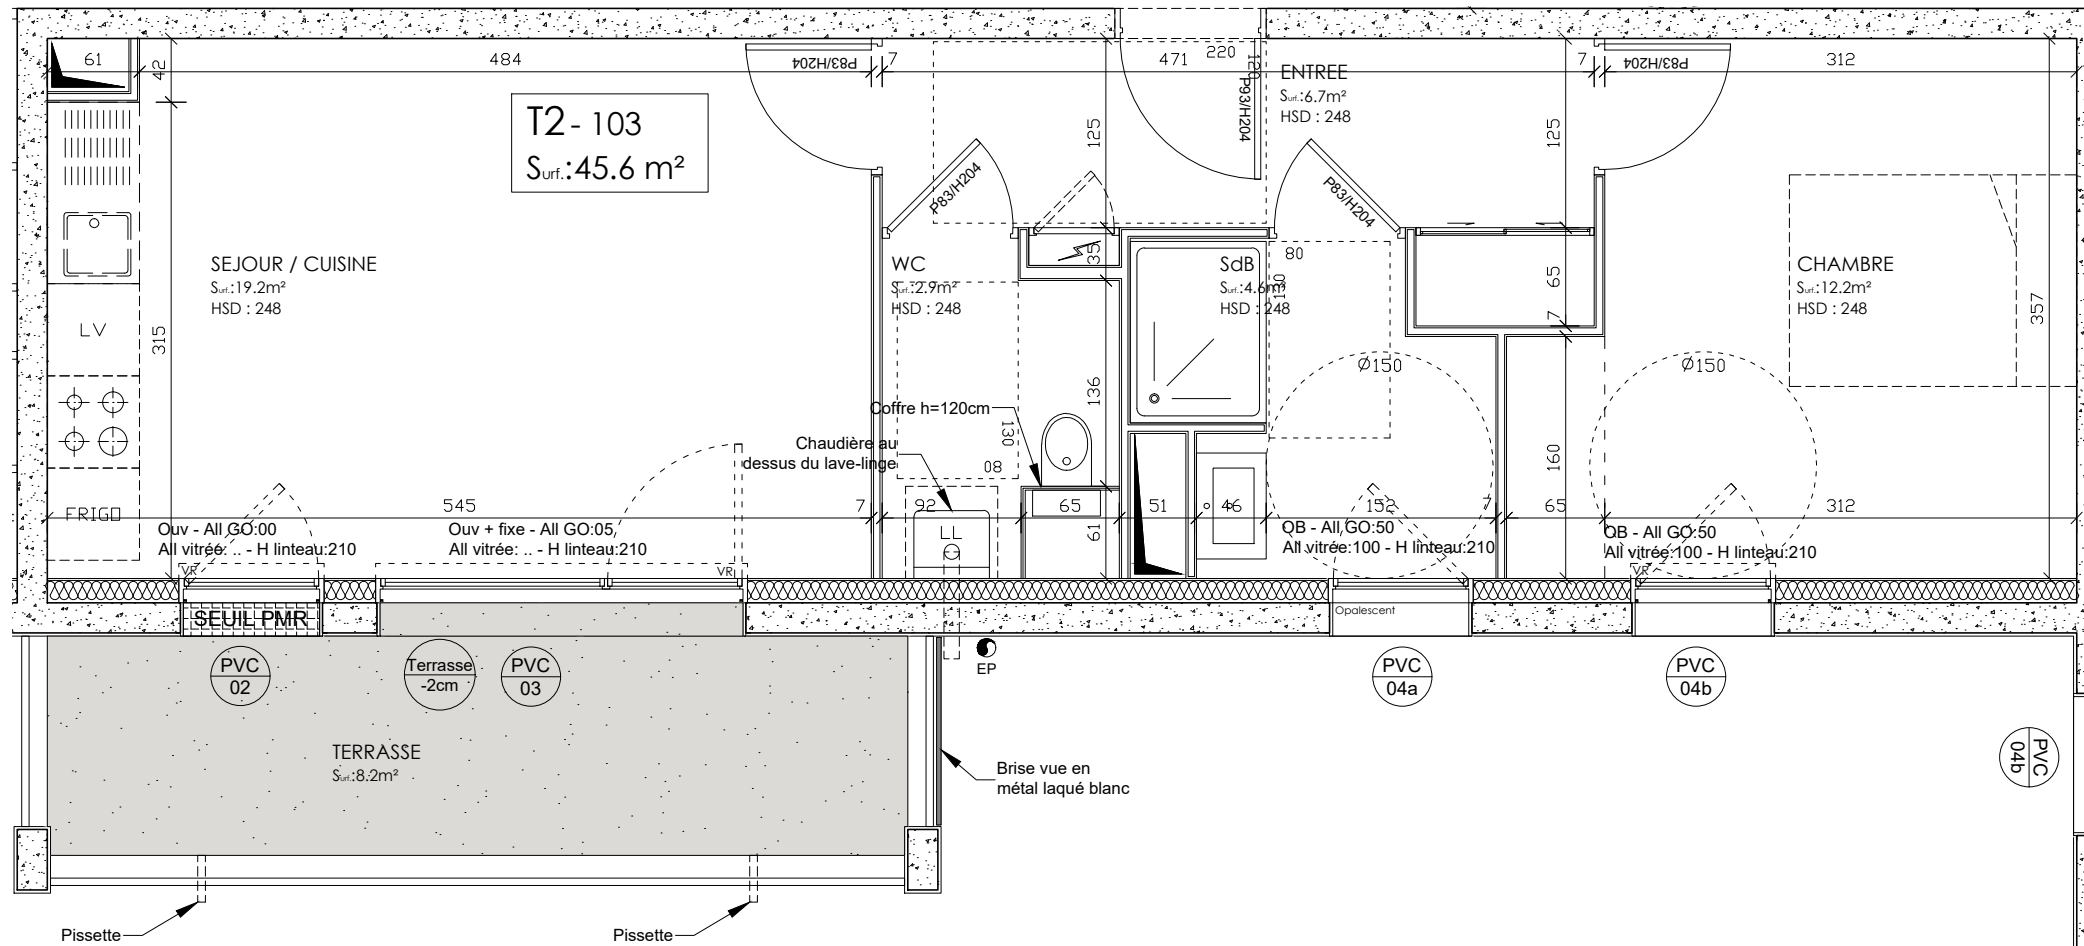 61
42
484
P83/H204
7
471
220
120
P93/H204
ENTREE
Surf.:6.7m²
HSD : 248
7
P83/H204
312
T2 - 103
Surf.:45.6 m²
125
125
P83/H204
P83/H204
SEJOUR / CUISINE
Surf.:19.2m²
HSD : 248
WC
Surf.:2.9m²
HSD : 248
35
SdB
Surf.:4.6m²
HSD : 248
80
130
65
7
CHAMBRE
Surf.:12.2m²
HSD : 248
357
LV
315
Ø150
Ø150
136
Coffre h=120cm
130
80
Chaudière au
dessus du lave-linge
160
FRIGO
545
7
92
65
51
46
152
7
65
312
LL
61
Ouv - All GO:00
All vitrée: .. - H linteau:210
Ouv + fixe - All GO:05
All vitrée: .. - H linteau:210
OB - All GO:50
All vitrée:100 - H linteau:210
OB - All GO:50
All vitrée:100 - H linteau:210
VR
VR
VR
SEUIL PMR
Opalescent
PVC
02
Terrasse
-2cm
PVC
03
EP
PVC
04a
PVC
04b
TERRASSE
Surf.:8.2m²
Brise vue en
métal laqué blanc
PVC
04b
Pissette
Pissette